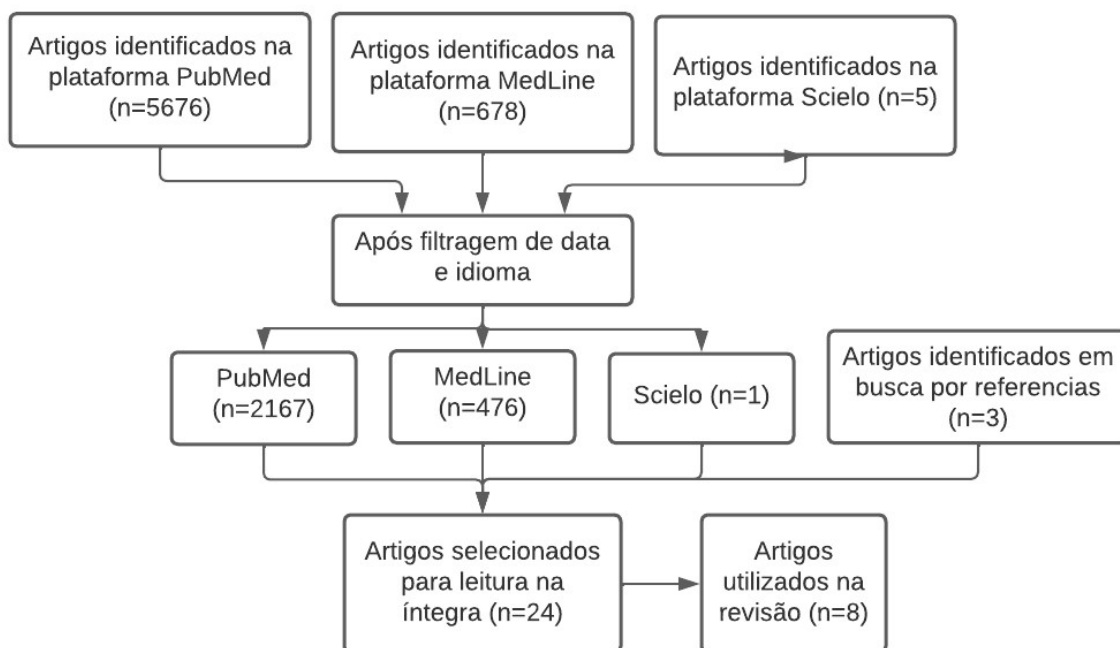 Artigos identificados na
plataforma PubMed
(n=5676)
Artigos identificados na
plataforma MedLine
(n=678)
Artigos identificados na
plataforma Scielo (n=5)
Após filtragem de data
e idioma
PubMed
(n=2167)
MedLine
(n=476)
Scielo (n=1)
Artigos identificados em
busca por referencias
(n=3)
Artigos selecionados
para leitura na
íntegra (n=24)
Artigos
utilizados na
revisão (n=8)